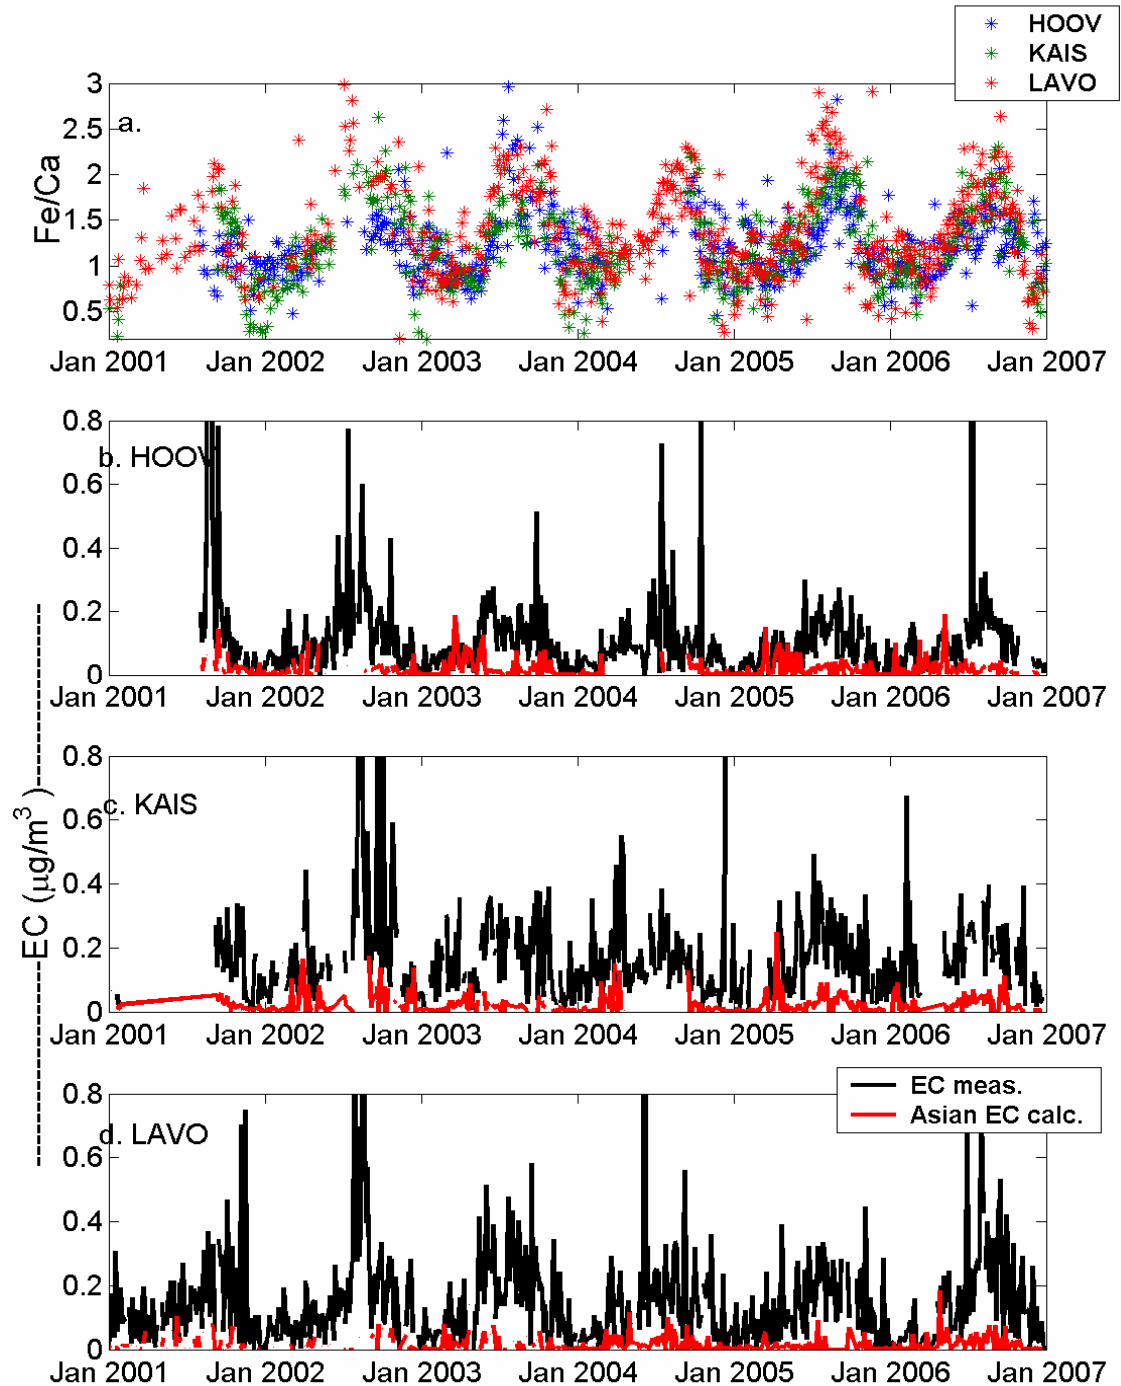 HOOV
KAIS
LAVO
3
2.5
2
1.5
1
0.5
Fe/Ca
a.
Jan 2001 Jan 2002 Jan 2003 Jan 2004 Jan 2005 Jan 2006 Jan 2007
0.8
0.6
0.4
0.2
0
b. HOOV
Jan 2001 Jan 2002 Jan 2003 Jan 2004 Jan 2005 Jan 2006 Jan 2007
EC (μg/m³)
0.8
0.6
0.4
0.2
0
c. KAIS
Jan 2001 Jan 2002 Jan 2003 Jan 2004 Jan 2005 Jan 2006 Jan 2007
EC meas.
Asian EC calc.
0.8
0.6
0.4
0.2
0
d. LAVO
Jan 2001 Jan 2002 Jan 2003 Jan 2004 Jan 2005 Jan 2006 Jan 2007